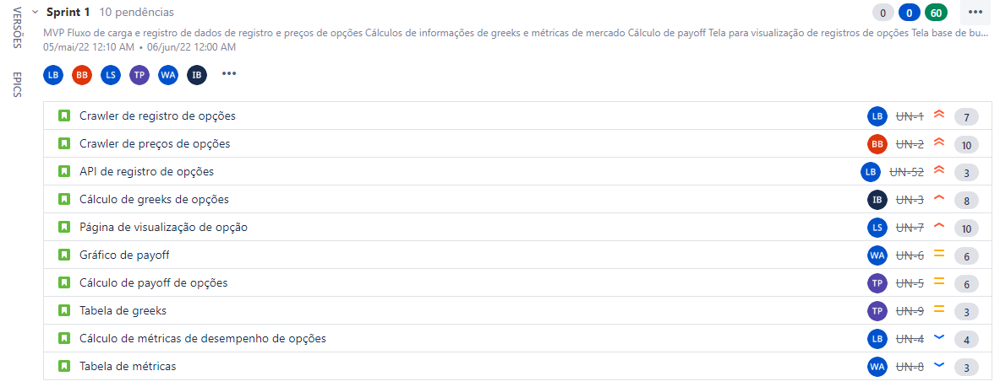 VERSÕES
EPICS
Sprint 1 10 pendências 0 0 60 •••
MVP Fluxo de carga e registro de dados de registro e preços de opções Cálculos de informações de greeks e métricas de mercado Cálculo de payoff Tela para visualização de registros de opções Tela base de bu...
05/mai/22 12:10 AM • 06/jun/22 12:00 AM
LB BB LS TP WA IB •••
Crawler de registro de opções LB UN-1 7
Crawler de preços de opções BB UN-2 10
API de registro de opções LB UN-52 3
Cálculo de greeks de opções IB UN-3 8
Página de visualização de opção LS UN-7 10
Gráfico de payoff WA UN-6 6
Cálculo de payoff de opções TP UN-5 6
Tabela de greeks TP UN-9 3
Cálculo de métricas de desempenho de opções LB UN-4 4
Tabela de métricas WA UN-8 3